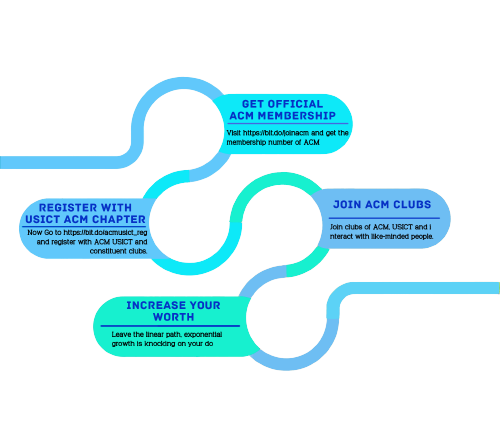 GET OFFICIAL
ACM MEMBERSHIP
Visit https://bit.do/joinacm and get the
membership number of ACM
REGISTER WITH
USICT ACM CHAPTER
Now Go to https://bit.do/acmusict_reg
and register with ACM USICT and
constituent clubs.
JOIN ACM CLUBS
Join clubs of ACM, USICT and i
nteract with like-minded people.
INCREASE YOUR
WORTH
Leave the linear path, exponential
growth is knocking on your do